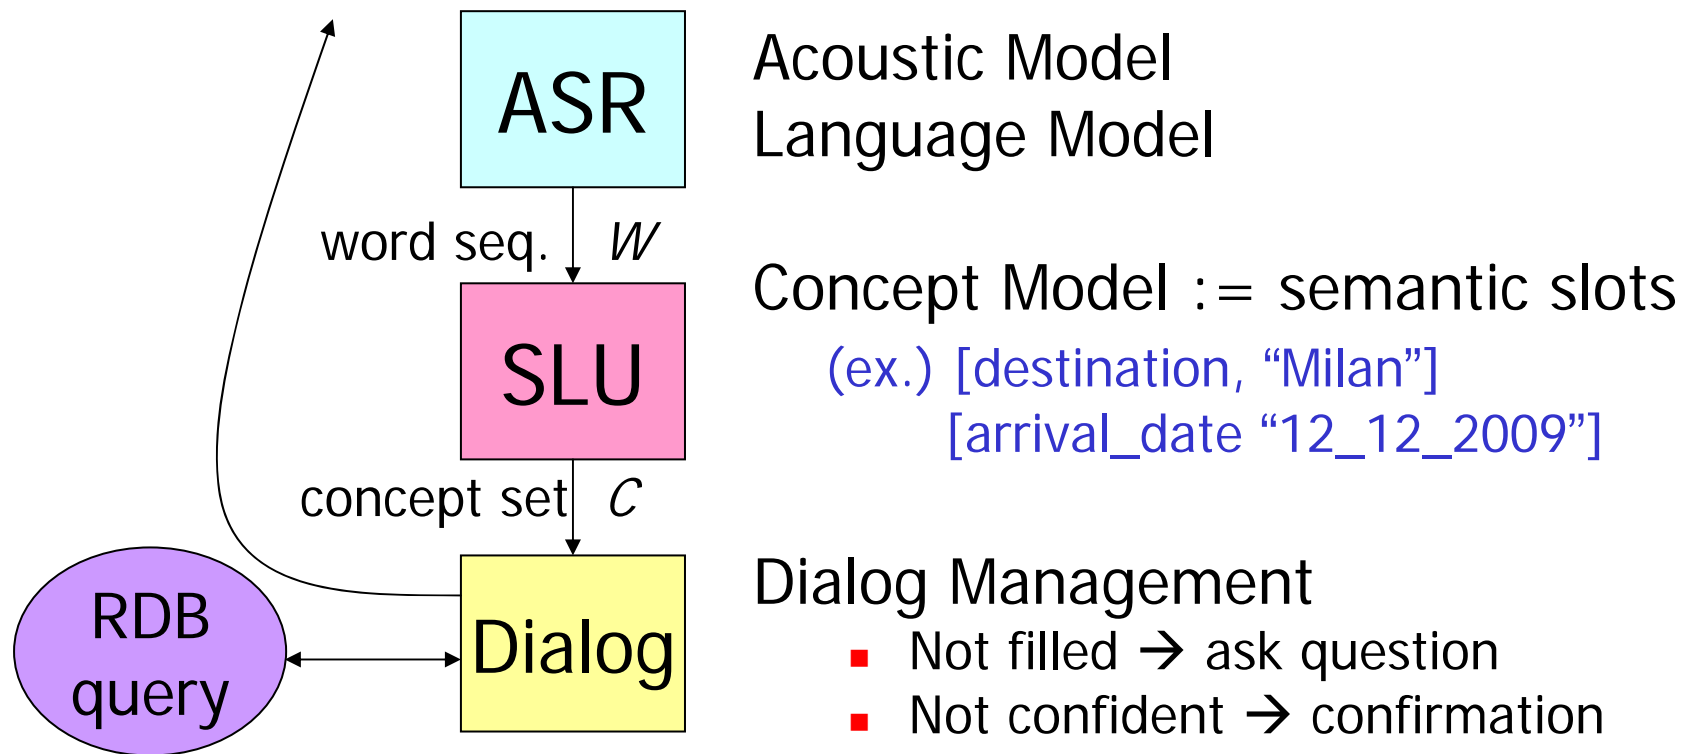 ASR
Acoustic Model
Language Model
word seq. W
SLU
Concept Model := semantic slots
(ex.) [destination, “Milan”]
[arrival_date “12_12_2009”]
concept set C
RDB
query
Dialog
Dialog Management
▪ Not filled → ask question
▪ Not confident → confirmation